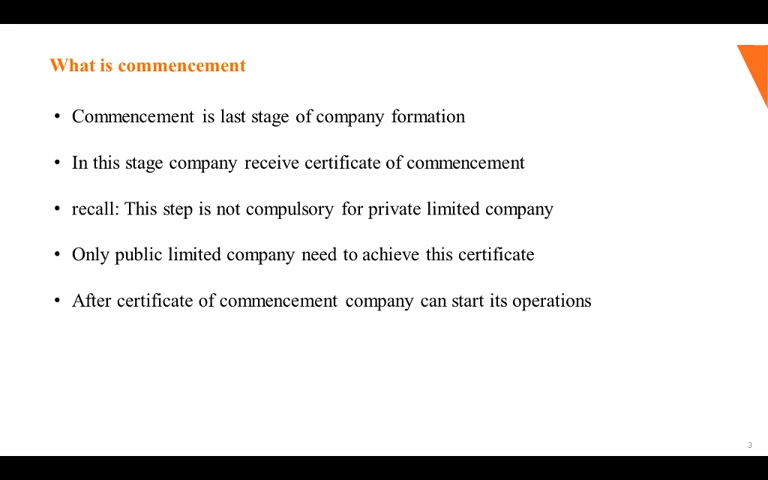 What is commencement
• Commencement is last stage of company formation
• In this stage company receive certificate of commencement
• recall: This step is not compulsory for private limited company
• Only public limited company need to achieve this certificate
• After certificate of commencement company can start its operations
3